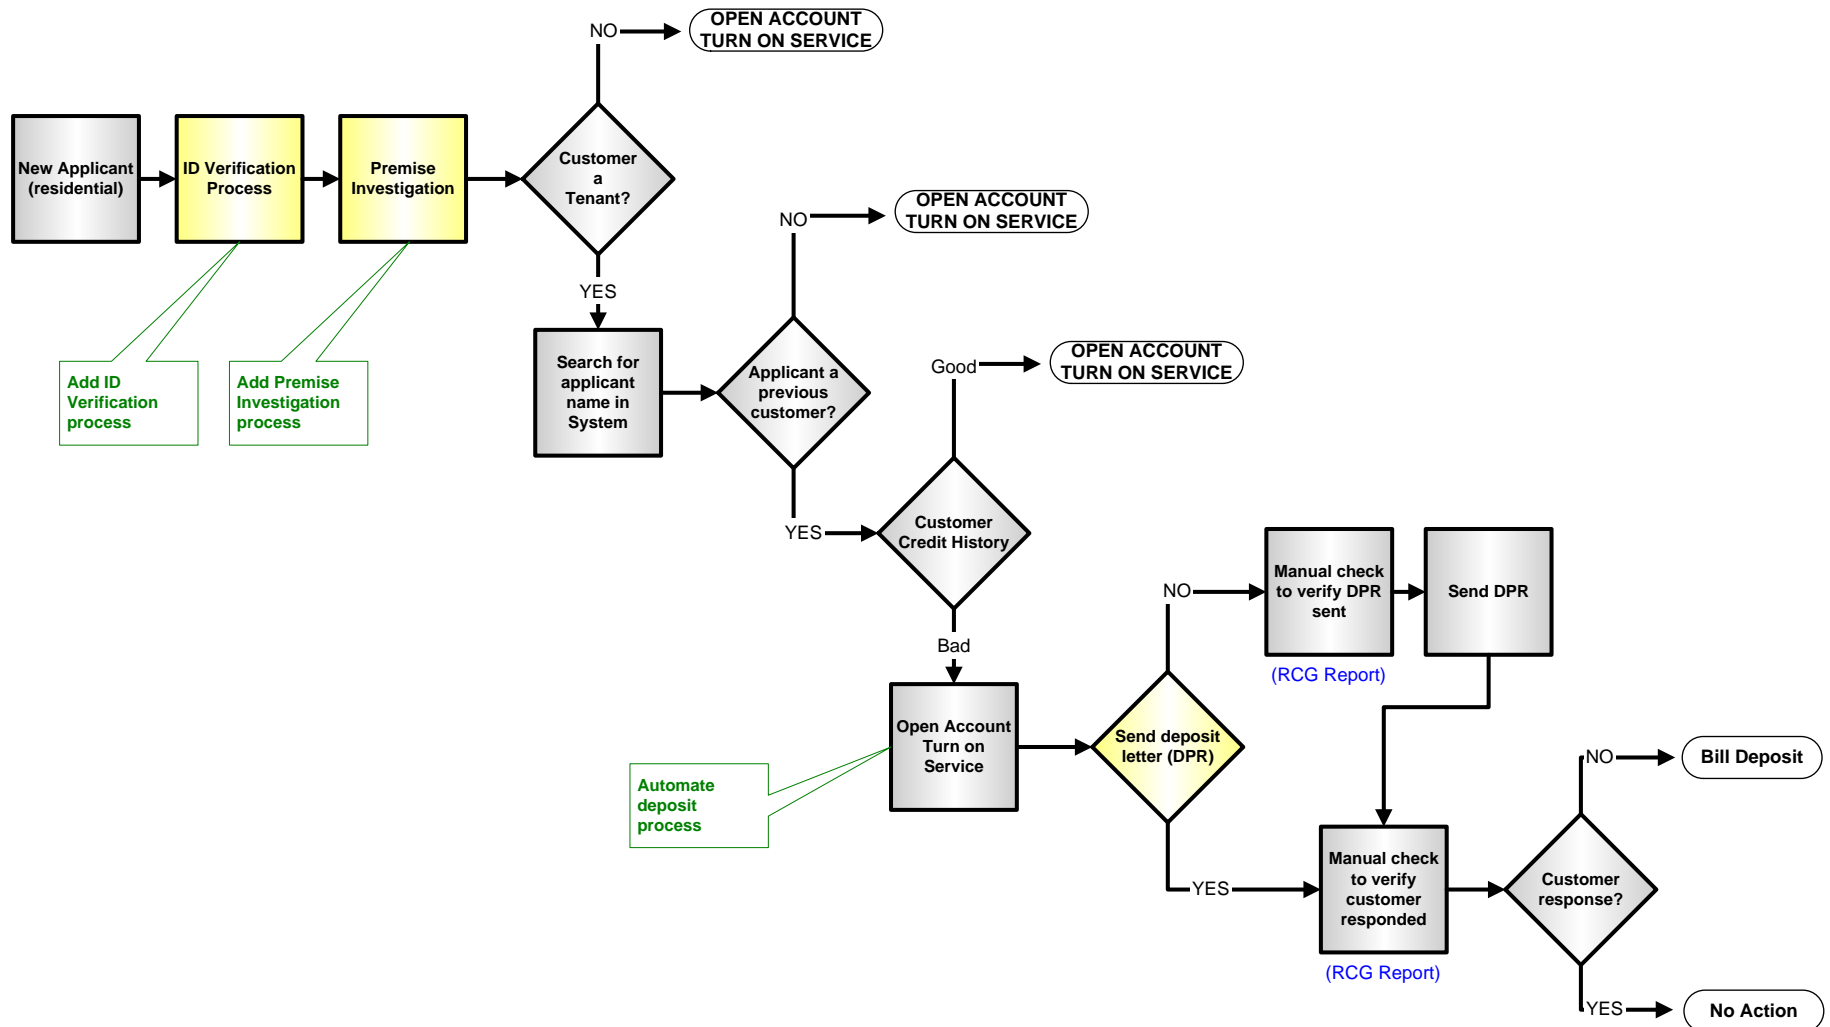 NO
OPEN ACCOUNT
TURN ON SERVICE
New Applicant
(residential)
ID Verification
Process
Premise
Investigation
Customer
a
Tenant?
NO
OPEN ACCOUNT
TURN ON SERVICE
YES
Add ID
Verification
process
Add Premise
Investigation
process
Search for
applicant
name in
System
Applicant a
previous
customer?
Good
OPEN ACCOUNT
TURN ON SERVICE
YES
Customer
Credit History
Bad
NO
Manual check
to verify DPR
sent
Send DPR
(RCG Report)
Open Account
Turn on
Service
Send deposit
letter (DPR)
Automate
deposit
process
NO
Bill Deposit
YES
Manual check
to verify
customer
responded
Customer
response?
(RCG Report)
YES
No Action